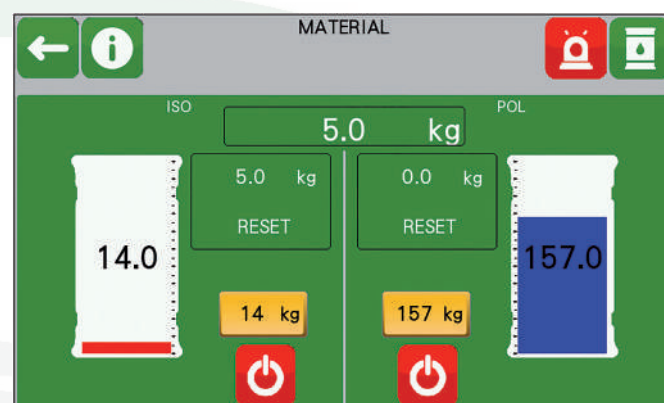 MATERIAL
ISO
POL
5.0 kg
5.0 kg
0.0 kg
RESET
RESET
14.0
157.0
14 kg
157 kg